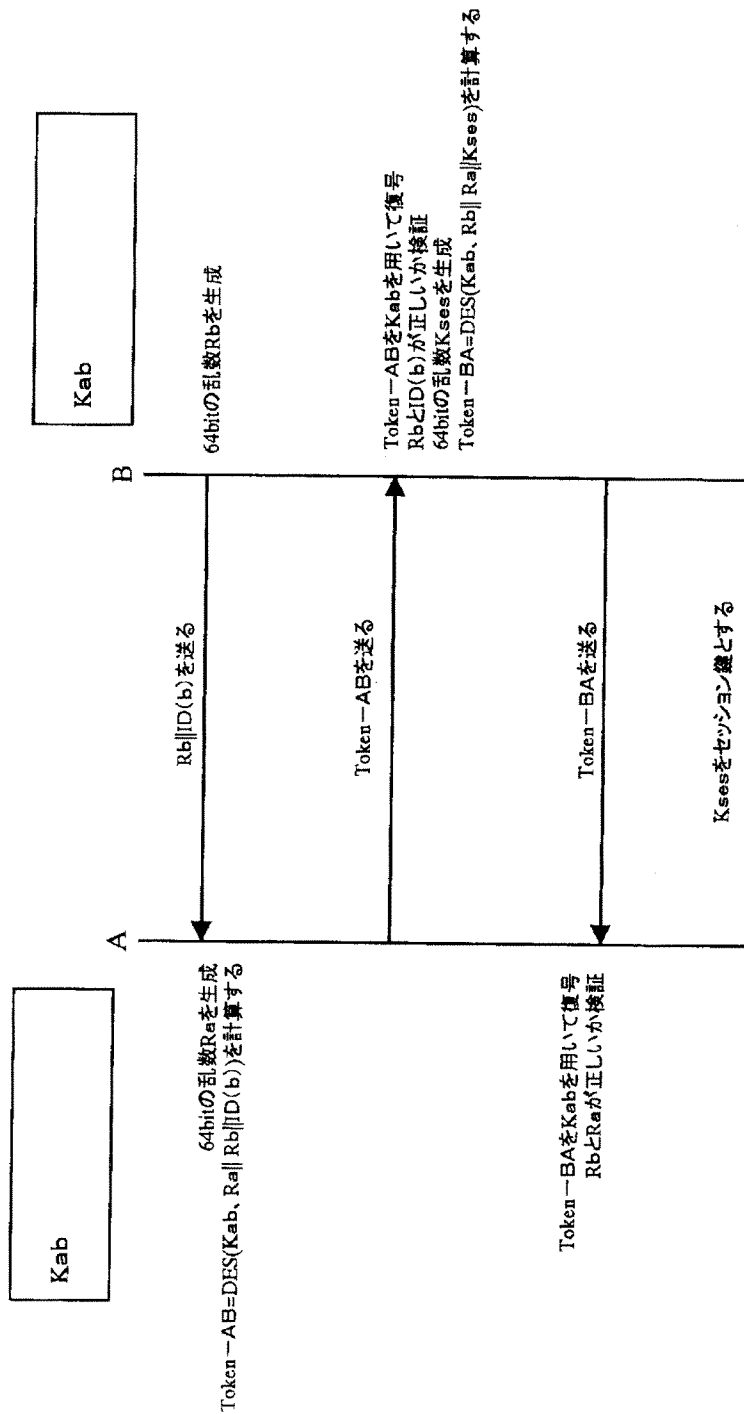 Kab
Kab
A
B
64bitの乱数Rbを生成
Rb||ID(b)を送る
64bitの乱数Raを生成
Token－AB=DES(Kab、Ra|| Rb||ID(b))を計算する
Token－ABを送る
Token－ABをKabを用いて復号
RbとID(b)が正しいか検証
64bitの乱数Ksesを生成
Token－BA=DES(Kab、Rb|| Ra||Kses)を計算する
Token－BAを送る
Token－BAをKabを用いて復号
RbとRaが正しいか検証
Ksesをセッション鍵とする